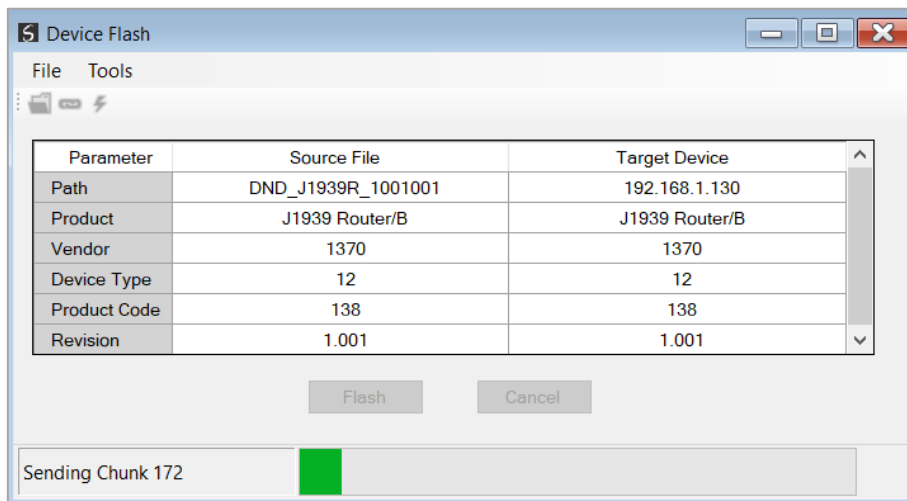 Device Flash
File Tools
Parameter Source File Target Device
Path DND_J1939R_1001001 192.168.1.130
Product J1939 Router/B J1939 Router/B
Vendor 1370 1370
Device Type 12 12
Product Code 138 138
Revision 1.001 1.001
Flash Cancel
Sending Chunk 172